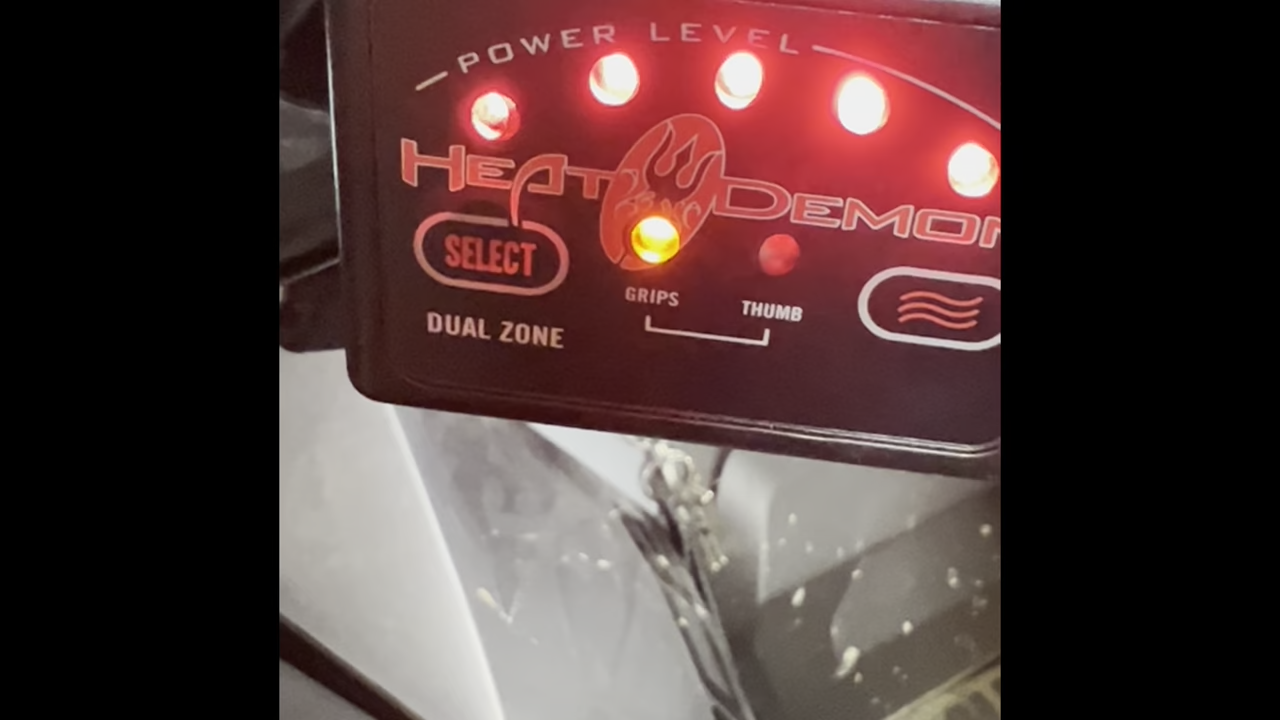 POWER LEVEL
HEAT DEMON
SELECT
GRIPS
THUMB
DUAL ZONE